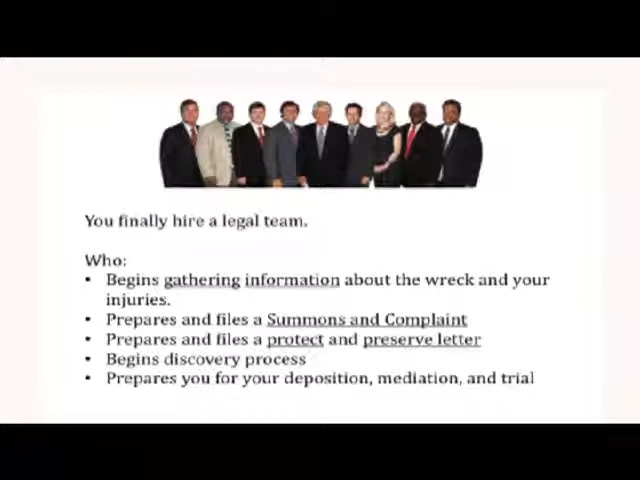 You finally hire a legal team.
Who:
• Begins gathering information about the wreck and your
injuries.
• Prepares and files a Summons and Complaint
• Prepares and files a protect and preserve letter
• Begins discovery process
• Prepares you for your deposition, mediation, and trial